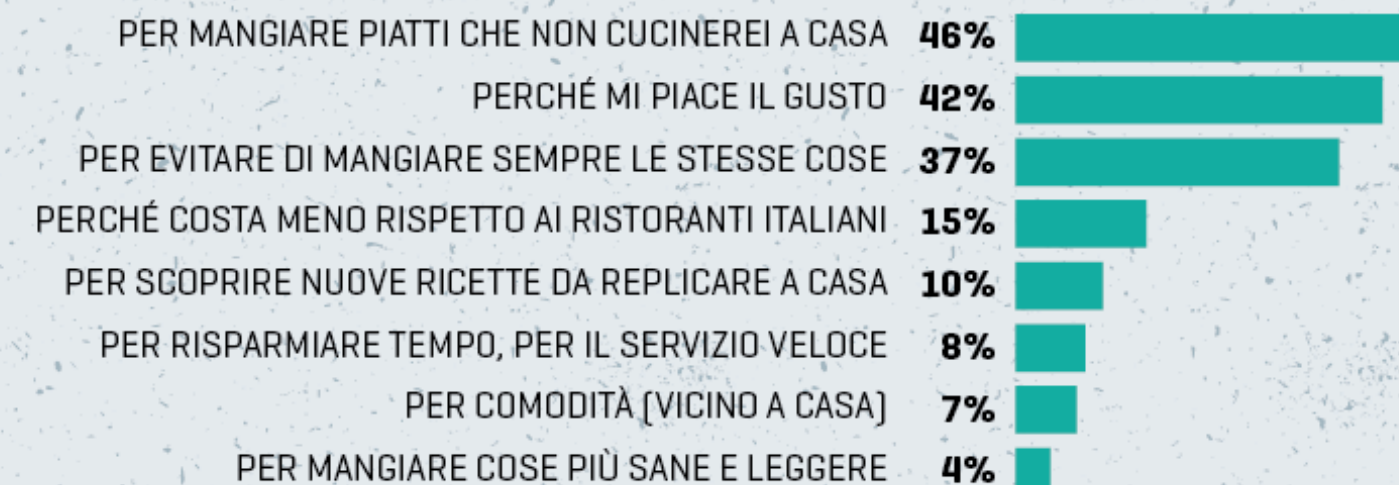 PER MANGIARE PIATTI CHE NON CUCINEREI A CASA 46%
PERCHÉ MI PIACE IL GUSTO 42%
PER EVITARE DI MANGIARE SEMPRE LE STESSE COSE 37%
PERCHÉ COSTA MENO RISPETTO AI RISTORANTI ITALIANI 15%
PER SCOPRIRE NUOVE RICETTE DA REPLICARE A CASA 10%
PER RISPARMIARE TEMPO, PER IL SERVIZIO VELOCE 8%
PER COMODITÀ (VICINO A CASA) 7%
PER MANGIARE COSE PIÙ SANE E LEGGERE 4%